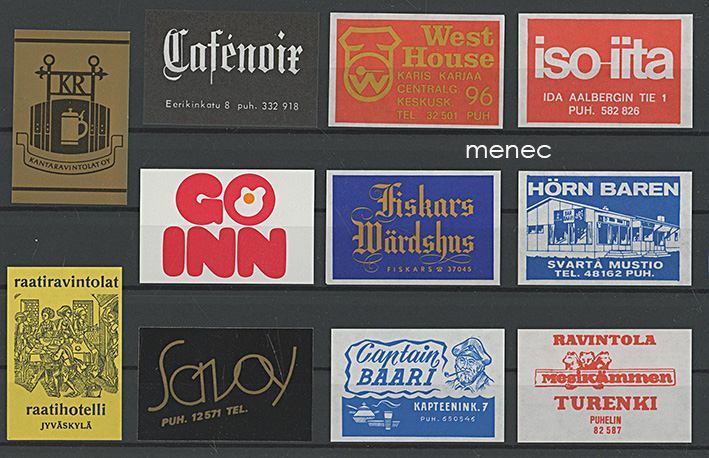 KR
KANTARAVINTOLAT OY
Cafénoir
Eerikinkatu 8 puh. 332 918
West
House
KARIS KARJAA
CENTRALG.
KESKUSK. 96
TEL. 32 501 PUH
iso-iita
IDA AALBERGIN TIE 1
PUH. 582 826
menec
GO
INN
Fiskars
Wärdshus
FISKARS ☎ 37045
HÖRN BAREN
SVARTÅ MUSTIO
TEL. 48162 PUH.
raatiravintolat
raatihotelli
JYVÄSKYLÄ
Savoy
PUH. 12571 TEL.
Captain
BAARI
KAPTEENINK. 7
PUH. 650546
RAVINTOLA
Mesikämmen
TURENKI
PUHELIN
82 587